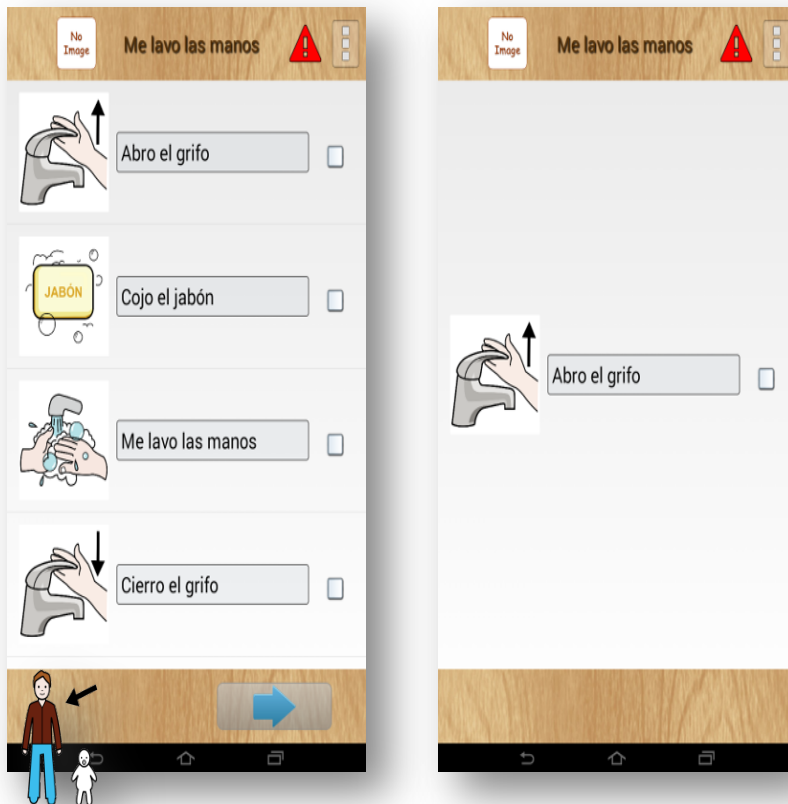 No
Image
Me lavo las manos
Abro el grifo
JABÓN
Cojo el jabón
Me lavo las manos
Cierro el grifo
No
Image
Me lavo las manos
Abro el grifo